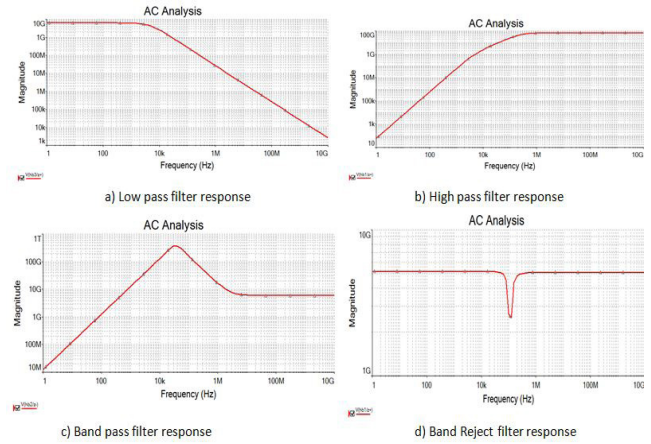 AC Analysis
10G
1G
100M
10M
1M
100k
10k
1k
Magnitude
1 100 10k 1M 100M 10G
Frequency (Hz)
a) Low pass filter response
AC Analysis
100G
1G
10M
100k
1k
10
Magnitude
1 100 10k 1M 100M 10G
Frequency (Hz)
b) High pass filter response
AC Analysis
1T
100G
10G
1G
100M
10M
Magnitude
1 100 10k 1M 100M 10G
Frequency (Hz)
c) Band pass filter response
AC Analysis
10G
1G
Magnitude
1 100 10k 1M 100M 10G
Frequency (Hz)
d) Band Reject filter response